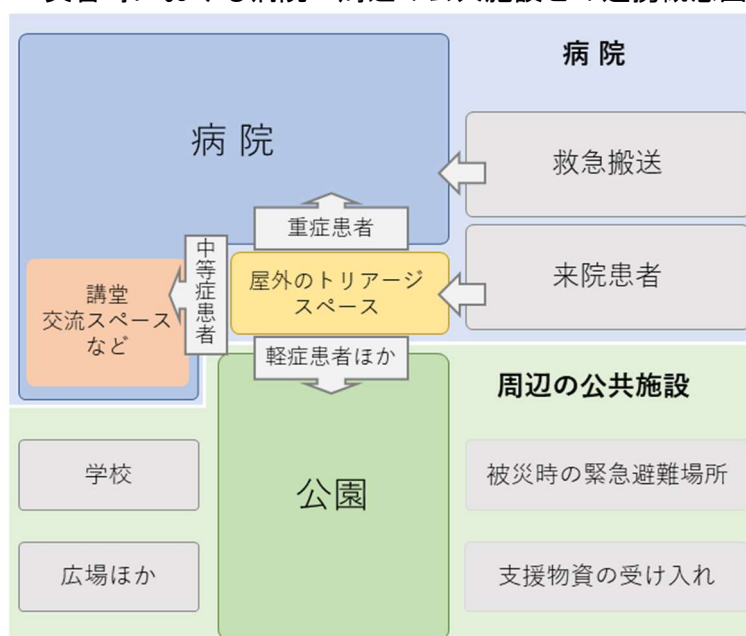 病 院
病 院
救急搬送
重症患者
中等症患者
来院患者
屋外のトリアージ
スペース
講堂
交流スペース
など
軽症患者ほか
周辺の公共施設
学校
公園
被災時の緊急避難場所
広場ほか
支援物資の受け入れ